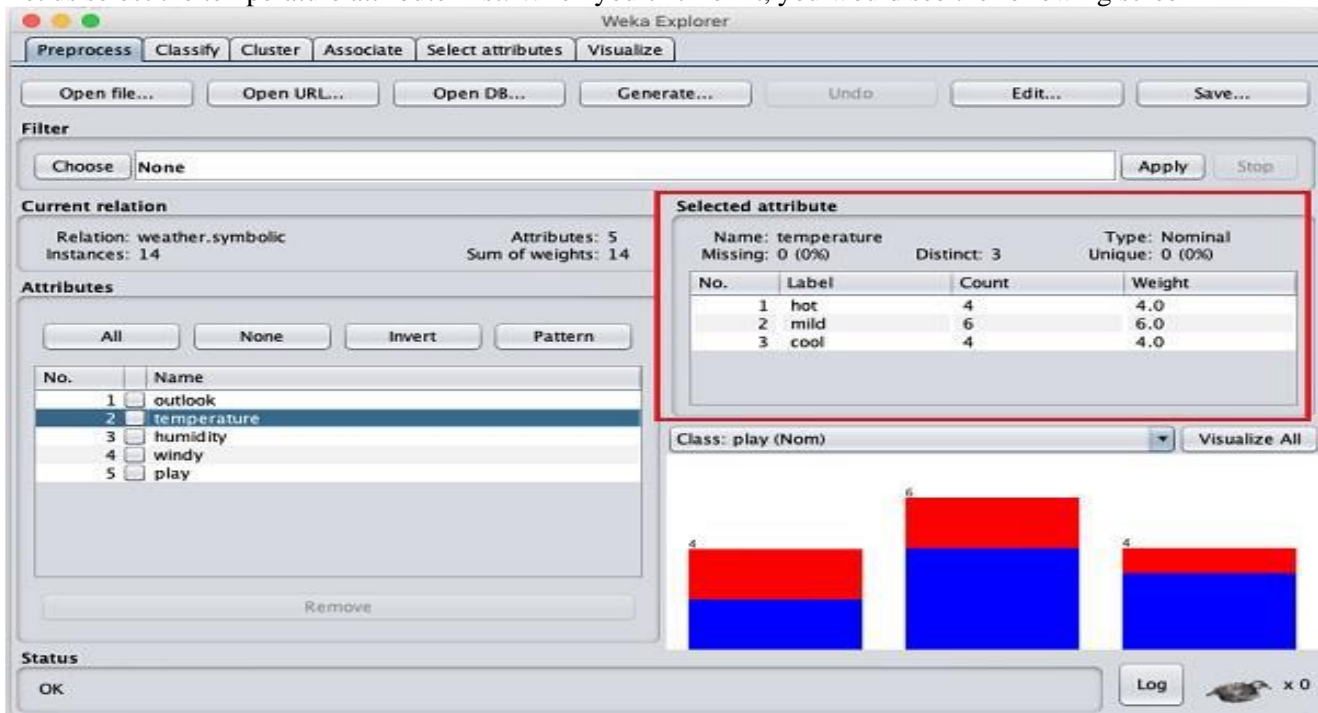 Weka Explorer
Preprocess Classify Cluster Associate Select attributes Visualize
Open file... Open URL... Open DB... Generate... Undo Edit... Save...
Filter
Choose None Apply Stop
Current relation
Relation: weather.symbolic Attributes: 5
Instances: 14 Sum of weights: 14
Attributes
All None Invert Pattern
No. Name
1 outlook
2 temperature
3 humidity
4 windy
5 play
Remove
Selected attribute
Name: temperature Type: Nominal
Missing: 0 (0%) Distinct: 3 Unique: 0 (0%)
No. Label Count Weight
1 hot 4 4.0
2 mild 6 6.0
3 cool 4 4.0
Class: play (Nom) Visualize All
4 6 4
Status
OK Log x 0